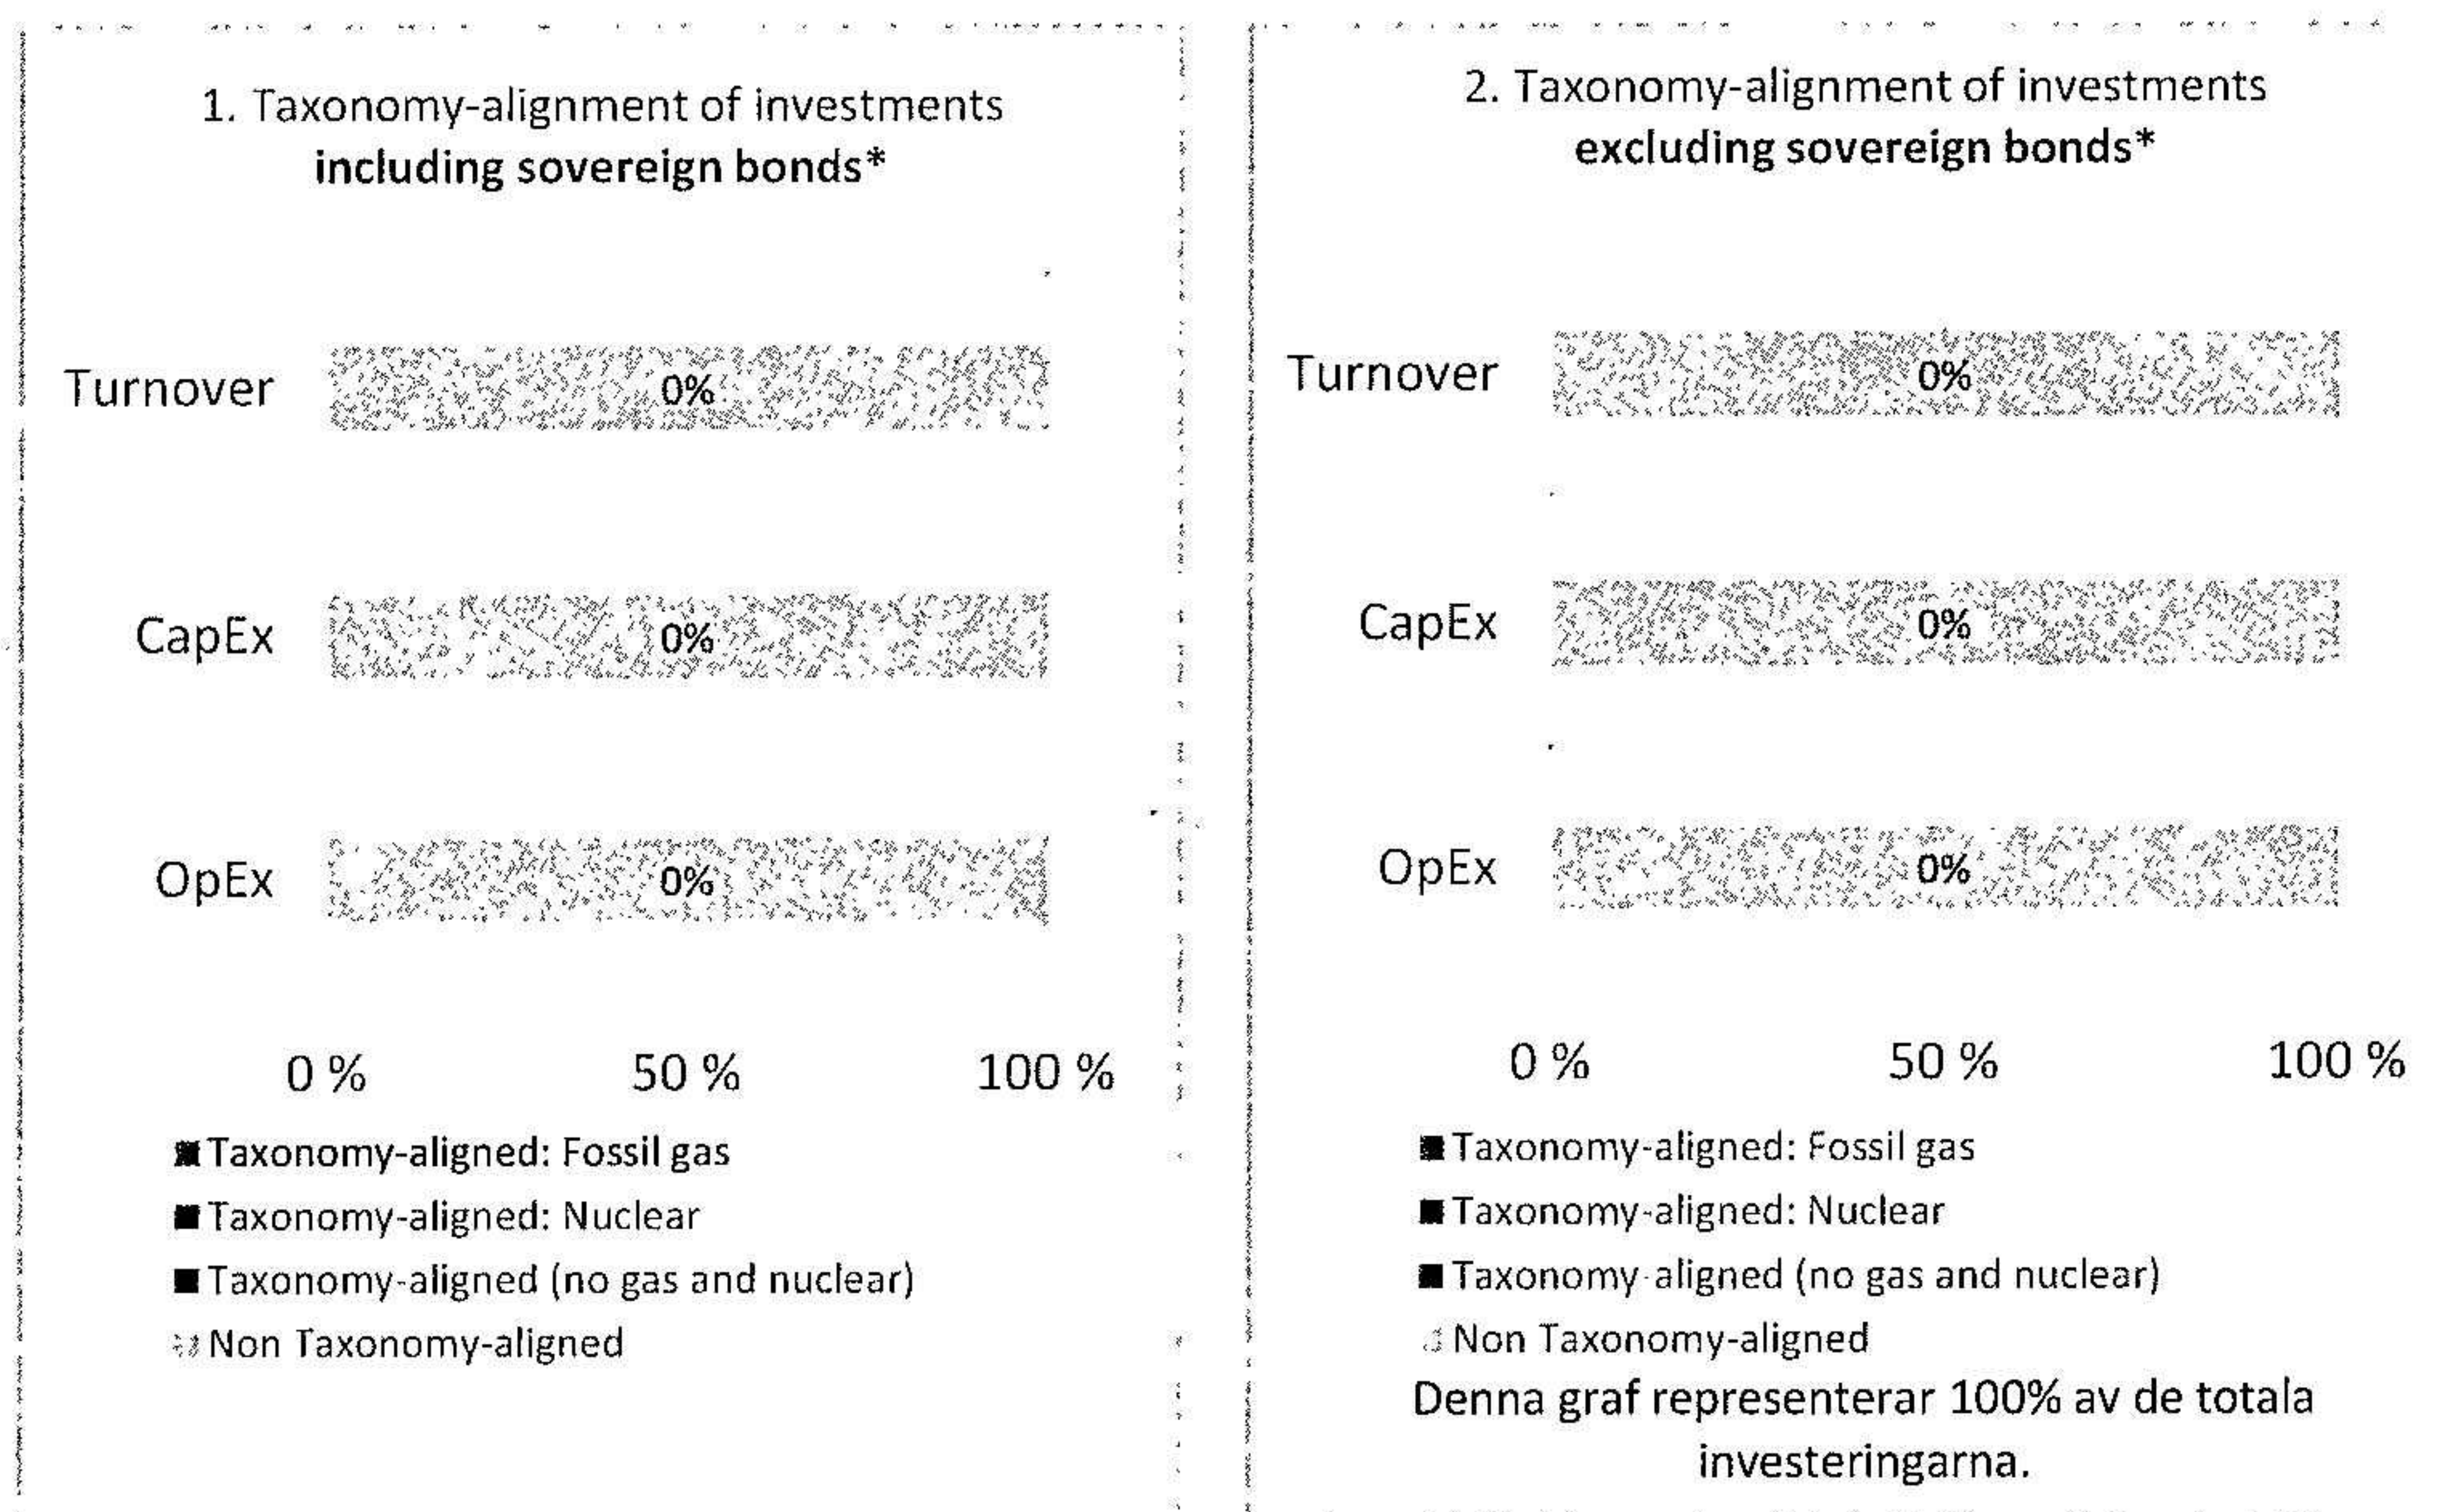 1. Taxonomy-alignment of investments
including sovereign bonds*
Turnover
0%
CapEx
0%
OpEx
0%
0 %
50 %
100 %
Taxonomy-aligned: Fossil gas
Taxonomy-aligned: Nuclear
Taxonomy-aligned (no gas and nuclear)
Non Taxonomy-aligned
2. Taxonomy-alignment of investments
excluding sovereign bonds*
Turnover
0%
CapEx
0%
OpEx
0%
0 %
50 %
100 %
Taxonomy-aligned: Fossil gas
Taxonomy-aligned: Nuclear
Taxonomy-aligned (no gas and nuclear)
Non Taxonomy-aligned
Denna graf representerar 100% av de totala
investeringarna.